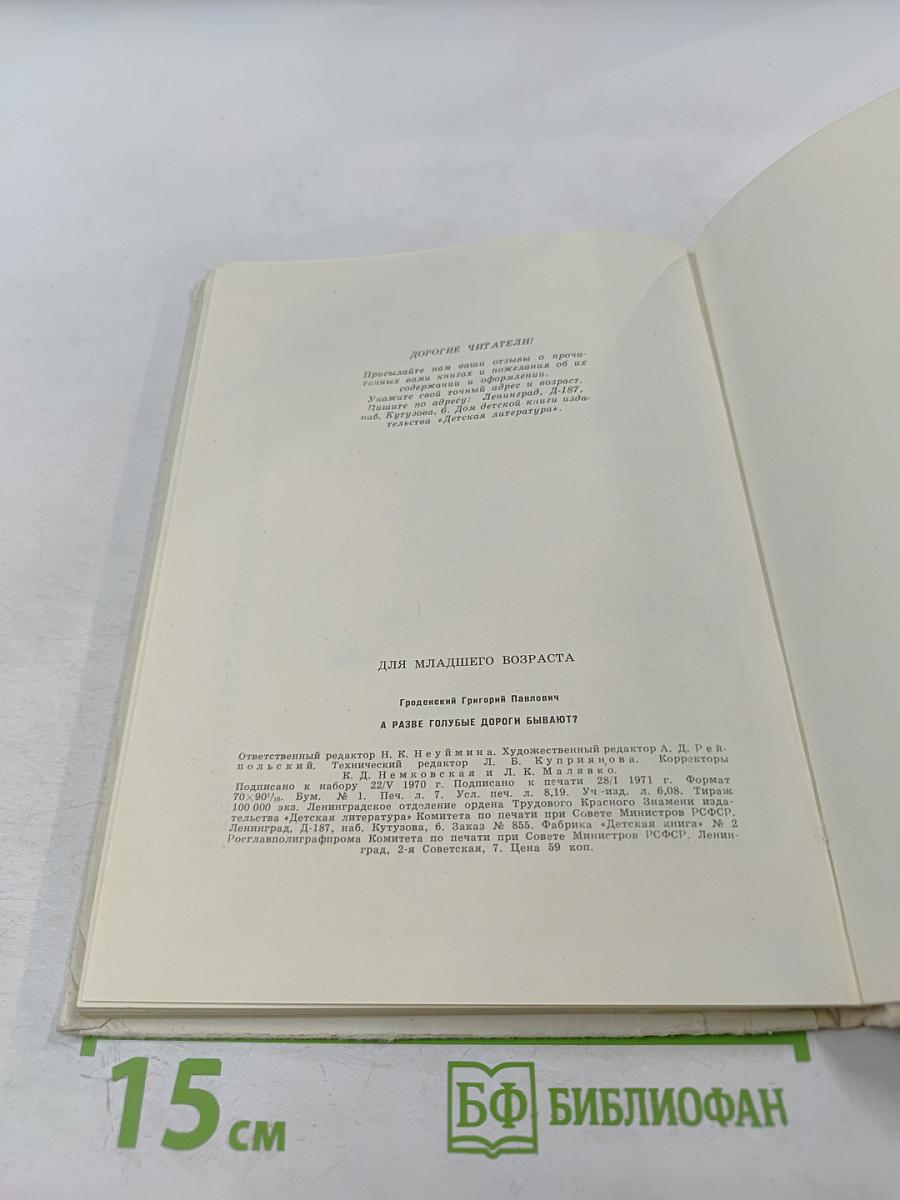 ДОРОГИЕ ЧИТАТЕЛИ!
Присылайте нам ваши отзывы о прочи-
танных вами книгах и пожелания об их
содержании и оформлении.
Укажите свой точный адрес и возраст.
Пишите по адресу: Ленинград, Д-187,
наб. Кутузова, 6. Дом детской книги изда-
тельства «Детская литература».
ДЛЯ МЛАДШЕГО ВОЗРАСТА
Гроденский Григорий Павлович
А РАЗВЕ ГОЛУБЫЕ ДОРОГИ БЫВАЮТ?
Ответственный редактор Н. К. Неуймина. Художественный редактор А. Д. Рей-
польский. Технический редактор Л. Б. Куприянова. Корректоры
К. Д. Немковская и Л. К. Малявко.
Подписано к набору 22/V 1970 г. Подписано к печати 28/I 1971 г. Формат
70×90¹/₁₆. Бум. № 1. Печ. л. 7. Усл. печ. л. 8,19. Уч-изд. л. 6,08. Тираж
100 000 экз. Ленинградское отделение ордена Трудового Красного Знамени изда-
тельства «Детская литература» Комитета по печати при Совете Министров РСФСР.
Ленинград, Д-187, наб. Кутузова, 6. Заказ № 855. Фабрика «Детская книга» № 2
Росглавполиграфпрома Комитета по печати при Совете Министров РСФСР. Ленин-
град, 2-я Советская, 7. Цена 59 коп.
15 см
БФ БИБЛИОФАН